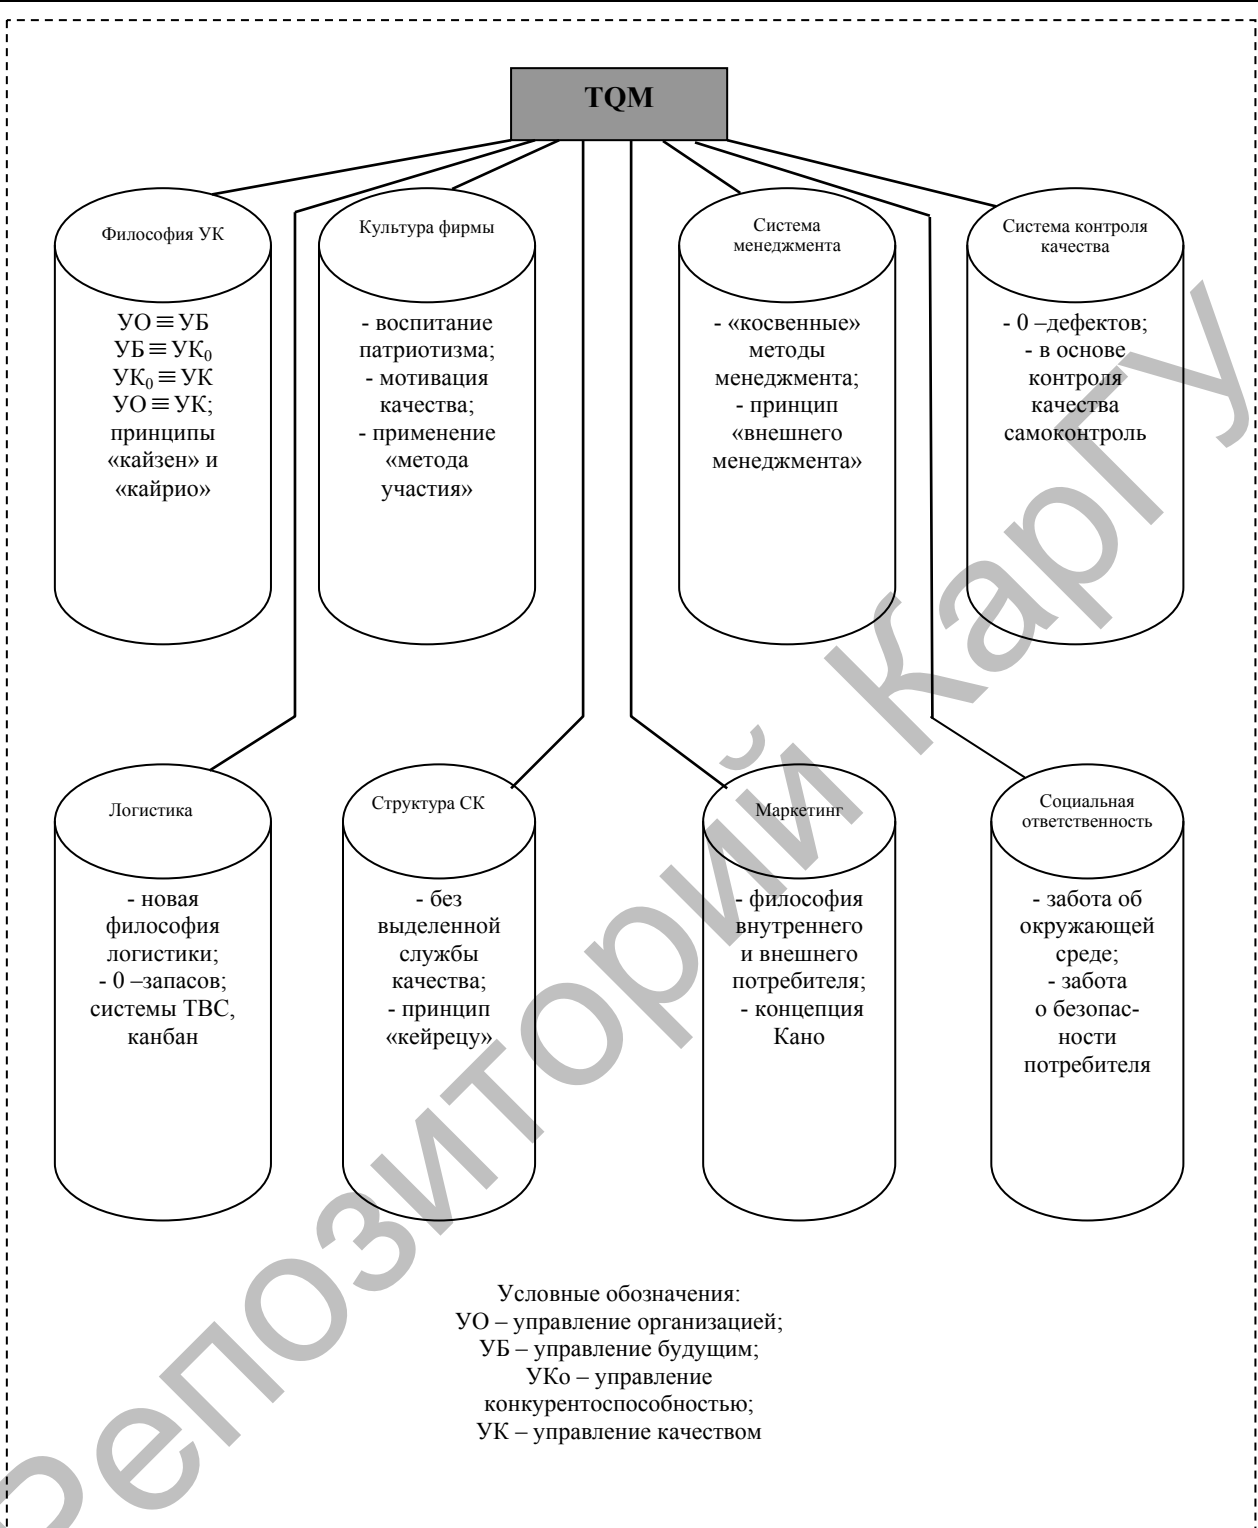 TQM
Философия УК
УО ≡ УБ
УБ ≡ УК₀
УК₀ ≡ УК
УО ≡ УК;
принципы
«кайзен» и
«кайрио»
Культура фирмы
- воспитание
патриотизма;
- мотивация
качества;
- применение
«метода
участия»
Система
менеджмента
- «косвенные»
методы
менеджмента;
- принцип
«внешнего
менеджмента»
Система контроля
качества
- 0 –дефектов;
- в основе
контроля
качества
самоконтроль
Логистика
- новая
философия
логистики;
- 0 –запасов;
системы ТВС,
канбан
Структура СК
- без
выделенной
службы
качества;
- принцип
«кейрецу»
Маркетинг
- философия
внутреннего
и внешнего
потребителя;
- концепция
Кано
Социальная
ответственность
- забота об
окружающей
среде;
- забота
о безопас-
ности
потребителя
Условные обозначения:
УО – управление организацией;
УБ – управление будущим;
УКо – управление
конкурентоспособностью;
УК – управление качеством
Репозиторий КарГУ